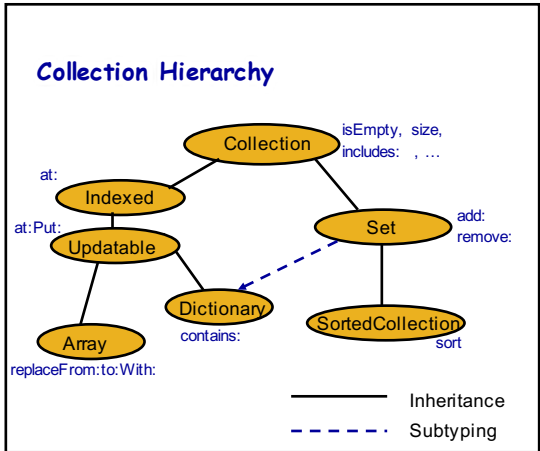 Collection Hierarchy
Collection
isEmpty, size,
includes: , …
at:
Indexed
at:Put:
Updatable
Set
add:
remove:
Dictionary
contains:
SortedCollection
sort
Array
replaceFrom:to:With:
Inheritance
Subtyping